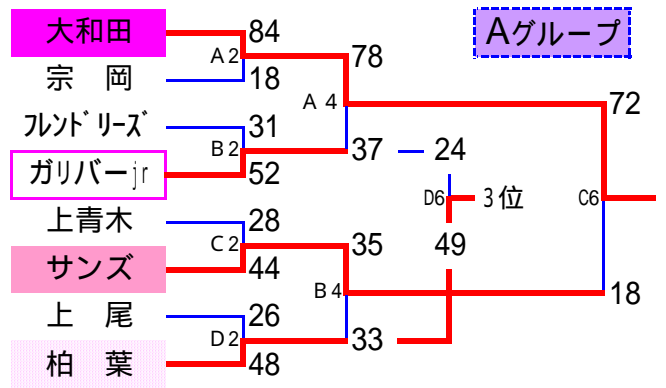 大和田 84 Aグループ
A2 78
宗 岡 18
A 4 72
フレンド リーズ 31
B2 37 24
ガリバーjr 52
D6 3位 C6
上青木 28
C2 35 49
サンズ 44
B4 18
上 尾 26
D2 33
柏 葉 48